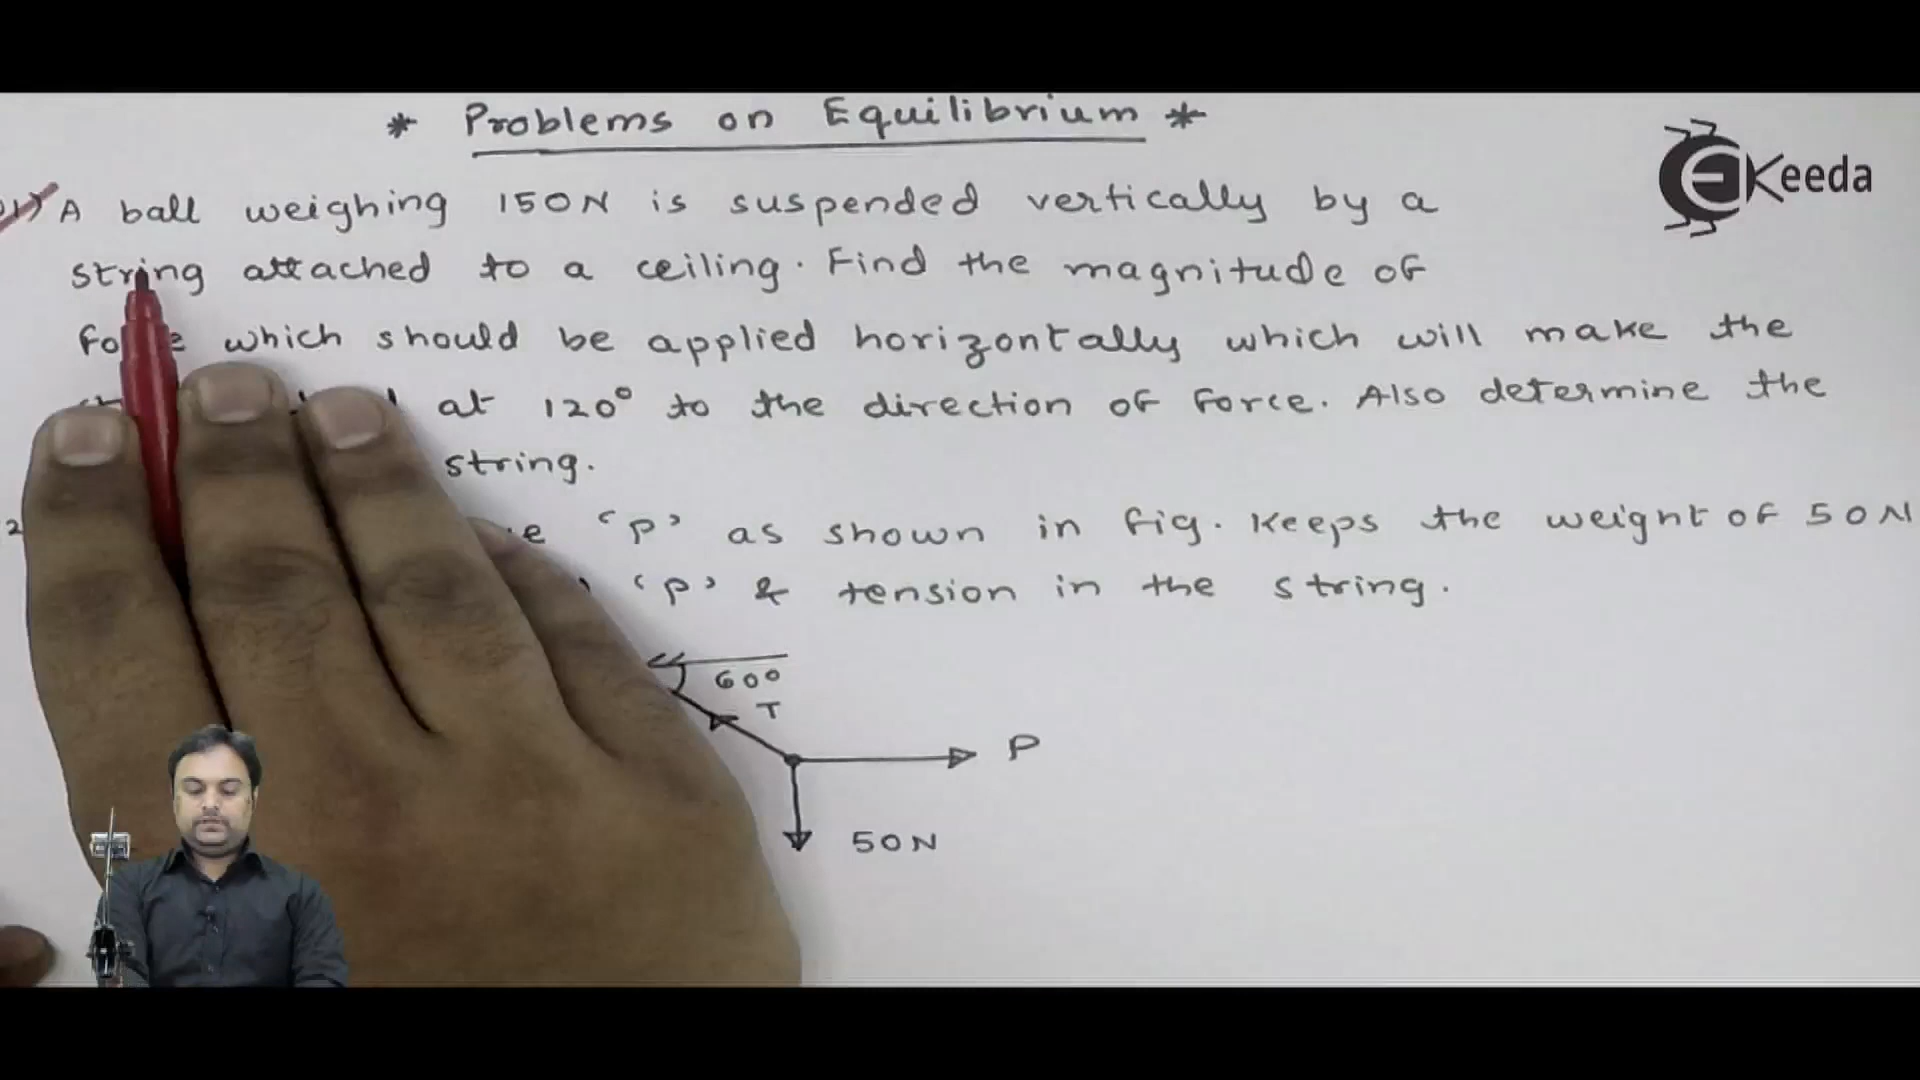 * Problems on Equilibrium *
EKeeda
A ball weighing 150N is suspended vertically by a
string attached to a ceiling. Find the magnitude of
which should be applied horizontally which will make the
at 120° to the direction of force. Also determine the
string.
'p' as shown in fig. keeps the weight of 50N
'p' & tension in the string.
60°
T
P
50N